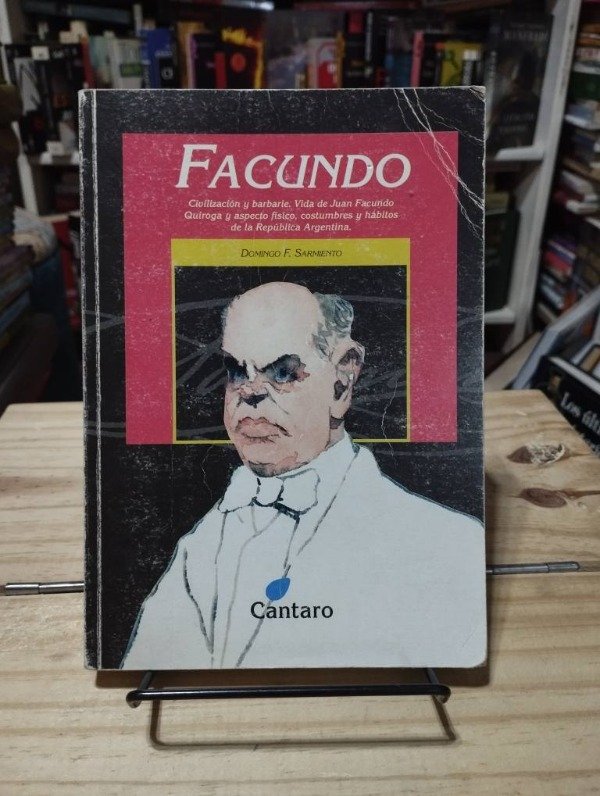 FACUNDO
Civilización y barbarie. Vida de Juan Facundo
Quiroga y aspecto físico, costumbres y hábitos
de la República Argentina.
DOMINGO F. SARMIENTO
Cantaro